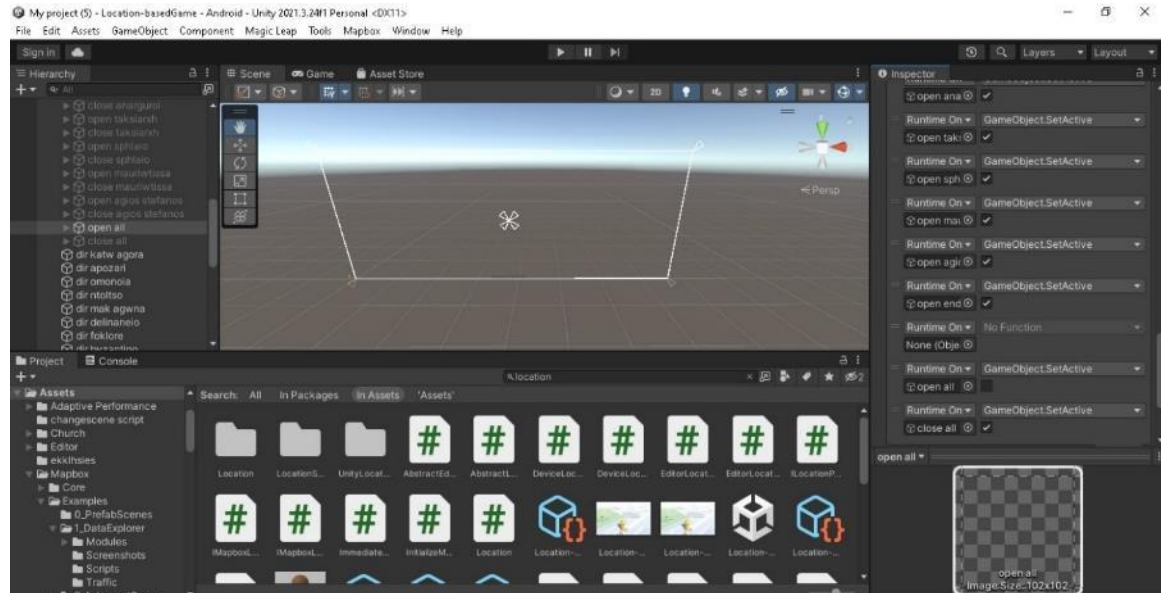 My project (5) - Location-basedGame - Android - Unity 2021.3.24f1 Personal <DX11>
File Edit Assets GameObject Component Magic Leap Tools Mapbox Window Help
Sign in
Layers
Layout
Hierarchy
All
close anarguroi
open taksiarxh
close taksiarxh
open sphlaio
close sphlaio
open mauriwtissa
close mauriwtissa
open agios stefanos
close agios stefanos
open all
close all
dir katw agora
dir apozari
dir omonoia
dir ntoltso
dir mak agwna
dir delinaneio
dir foklore
dir byzantino
Scene Game Asset Store
2D
Persp
Inspector
open ana
Runtime On GameObject.SetActive
open taks
Runtime On GameObject.SetActive
open sph
Runtime On GameObject.SetActive
open mau
Runtime On GameObject.SetActive
open agic
Runtime On GameObject.SetActive
open end
Runtime On No Function
None (Obje
Runtime On GameObject.SetActive
open all
Runtime On GameObject.SetActive
close all
open all
open all
Image Size: 102x102
Project Console
location
2
Assets
Adaptive Performance
changescene script
Church
Editor
ekklhsies
Mapbox
Core
Examples
0_PrefabScenes
1_DataExplorer
Modules
Screenshots
Scripts
Traffic
Search: All In Packages In Assets 'Assets'
Location LocationS... UnityLocat... AbstractEd... AbstractL... DeviceLoc... DeviceLoc... EditorLocat... EditorLocat... ILocationP...
IMapboxL... IMapboxL... Immediate... InitializeM... Location Location-... Location-... Location-... Location-... Location-...